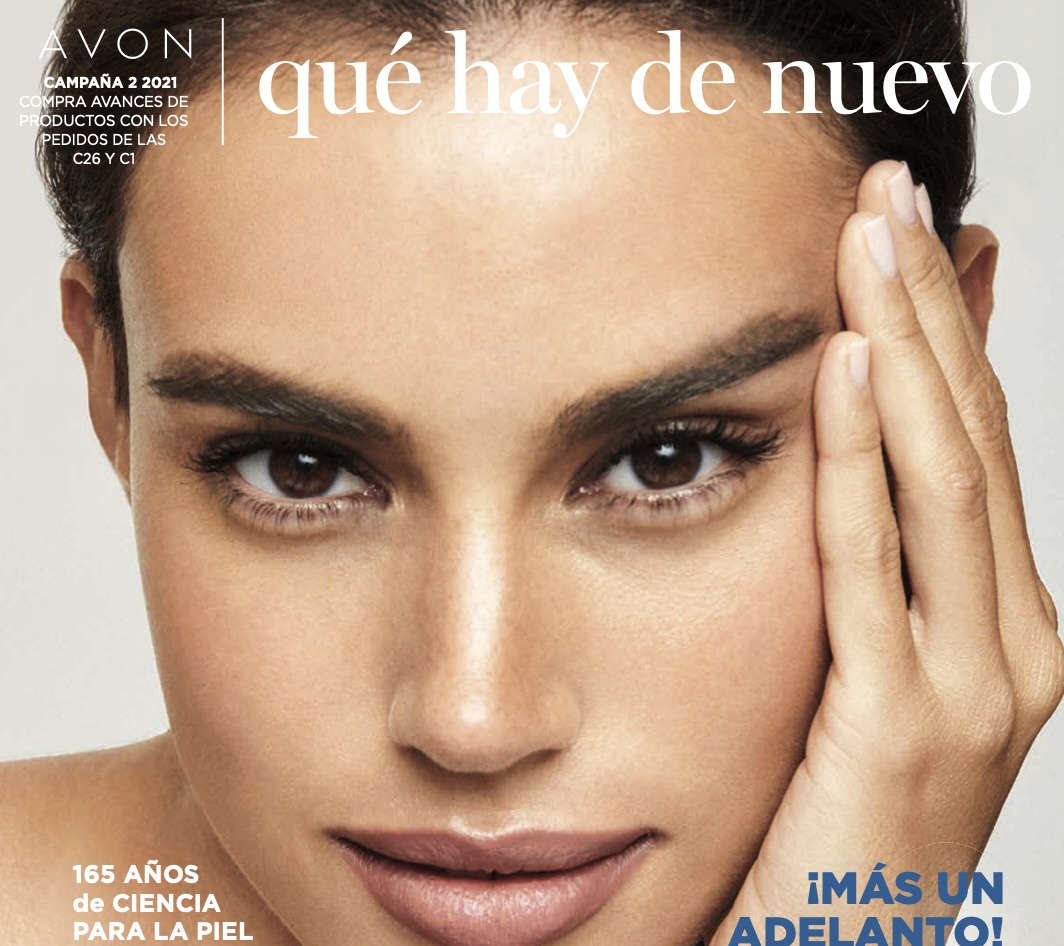 AVON
CAMPAÑA 2 2021
COMPRA AVANCES DE
PRODUCTOS CON LOS
PEDIDOS DE LAS
C26 Y C1
qué hay de nuevo
165 AÑOS
de CIENCIA
PARA LA PIEL
¡MÁS UN
ADELANTO!